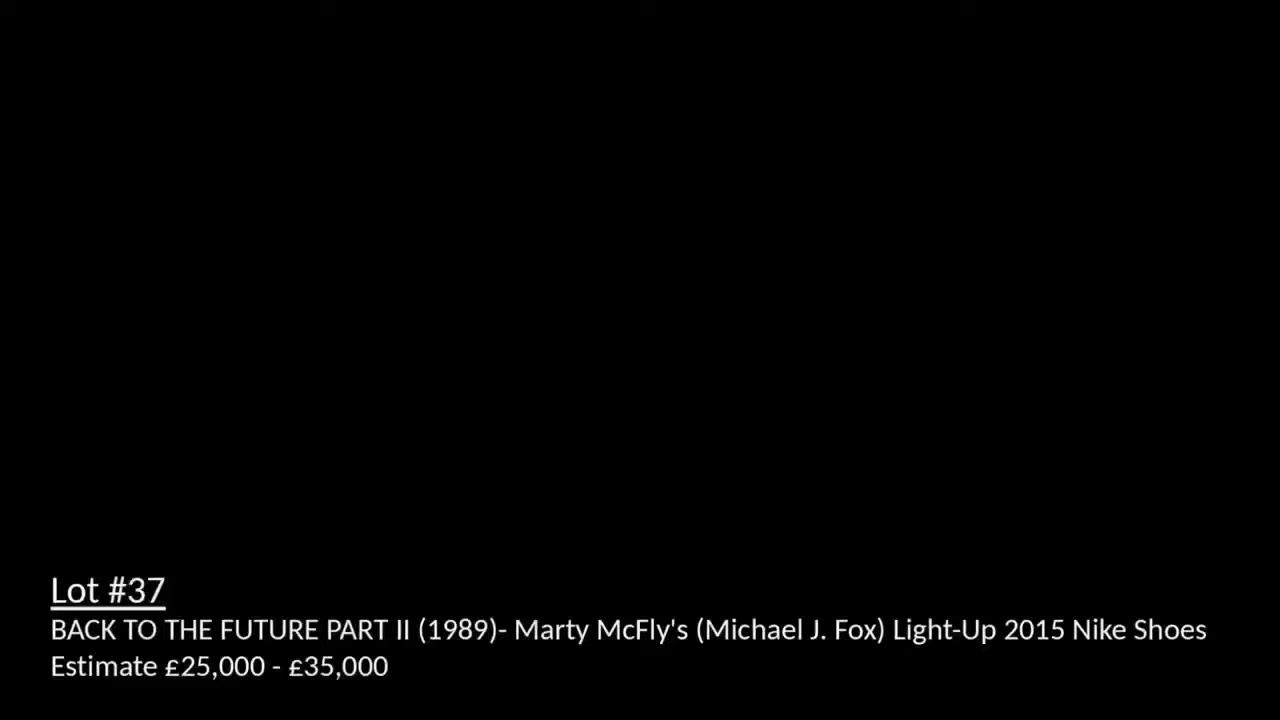 Lot #37
BACK TO THE FUTURE PART II (1989)- Marty McFly's (Michael J. Fox) Light-Up 2015 Nike Shoes
Estimate £25,000 - £35,000